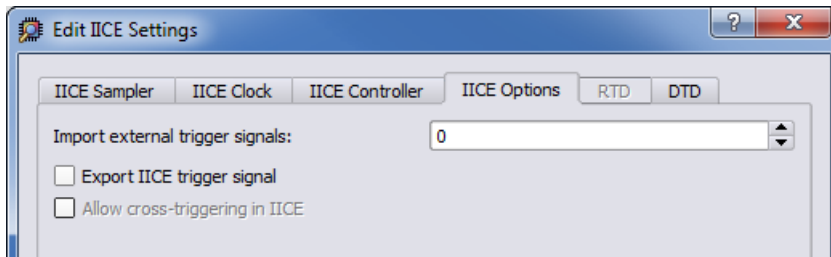 Edit IICE Settings
IICE Sampler IICE Clock IICE Controller IICE Options RTD DTD
Import external trigger signals: 0
Export IICE trigger signal
Allow cross-triggering in IICE